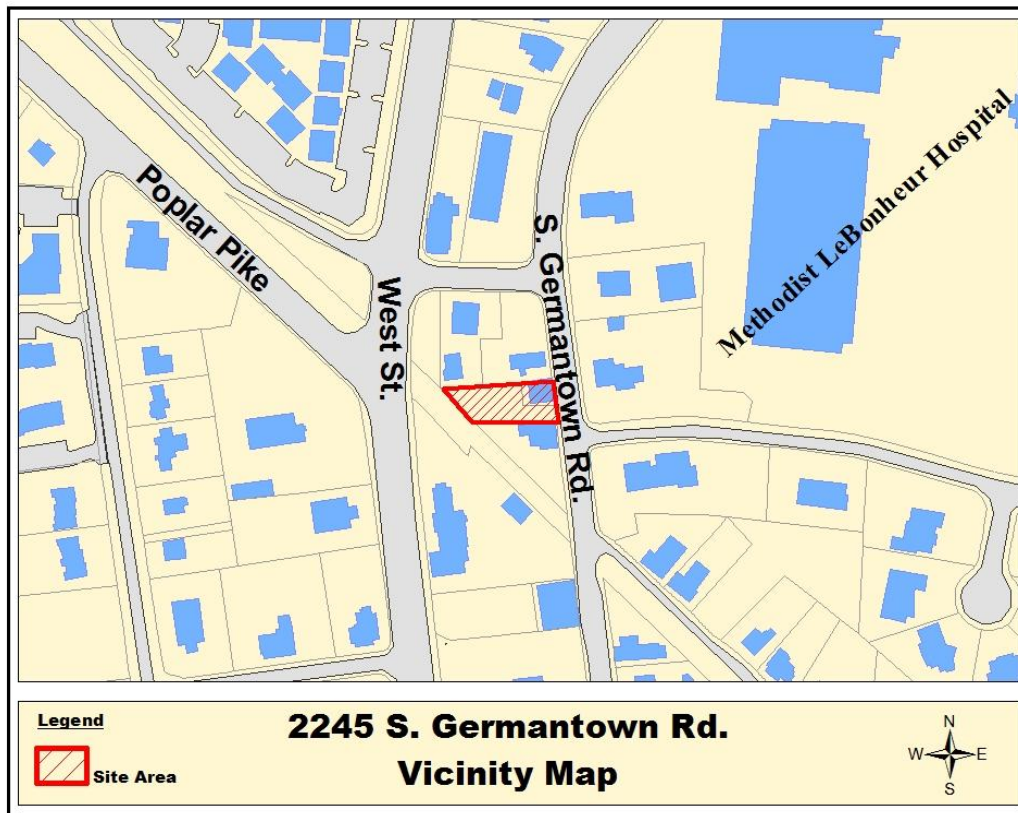 Methodist LeBonheur Hospital
Poplar Pike
S. Germantown Rd.
West St.
Legend
Site Area
2245 S. Germantown Rd.
Vicinity Map
N
W
E
S